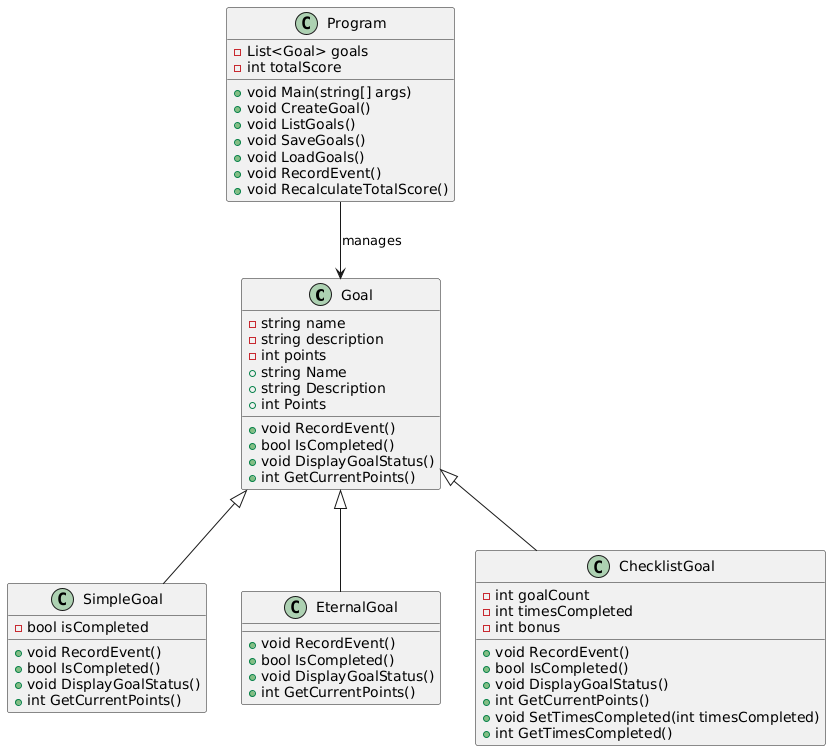 C Program
List<Goal> goals
int totalScore
void Main(string[] args)
void CreateGoal()
void ListGoals()
void SaveGoals()
void LoadGoals()
void RecordEvent()
void RecalculateTotalScore()
manages
C Goal
string name
string description
int points
string Name
string Description
int Points
void RecordEvent()
bool IsCompleted()
void DisplayGoalStatus()
int GetCurrentPoints()
C SimpleGoal
bool isCompleted
void RecordEvent()
bool IsCompleted()
void DisplayGoalStatus()
int GetCurrentPoints()
C EternalGoal
void RecordEvent()
bool IsCompleted()
void DisplayGoalStatus()
int GetCurrentPoints()
C ChecklistGoal
int goalCount
int timesCompleted
int bonus
void RecordEvent()
bool IsCompleted()
void DisplayGoalStatus()
int GetCurrentPoints()
void SetTimesCompleted(int timesCompleted)
int GetTimesCompleted()